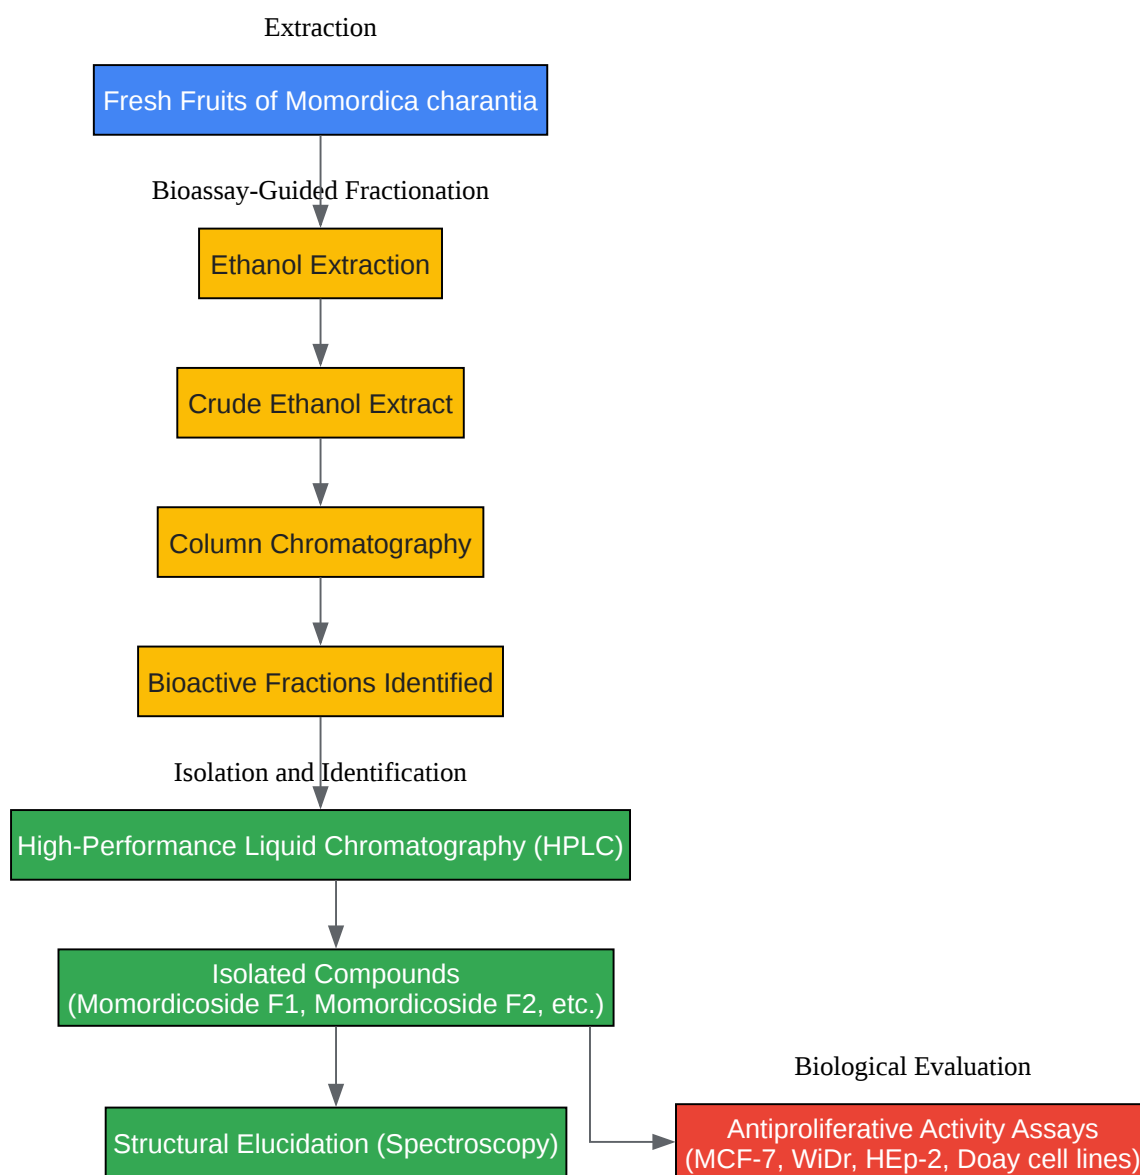 Extraction
Fresh Fruits of Momordica charantia
Bioassay-Guided Fractionation
Ethanol Extraction
Crude Ethanol Extract
Column Chromatography
Bioactive Fractions Identified
Isolation and Identification
High-Performance Liquid Chromatography (HPLC)
Isolated Compounds
(Momordicoside F1, Momordicoside F2, etc.)
Structural Elucidation (Spectroscopy)
Biological Evaluation
Antiproliferative Activity Assays
(MCF-7, WiDr, HEp-2, Doay cell lines)